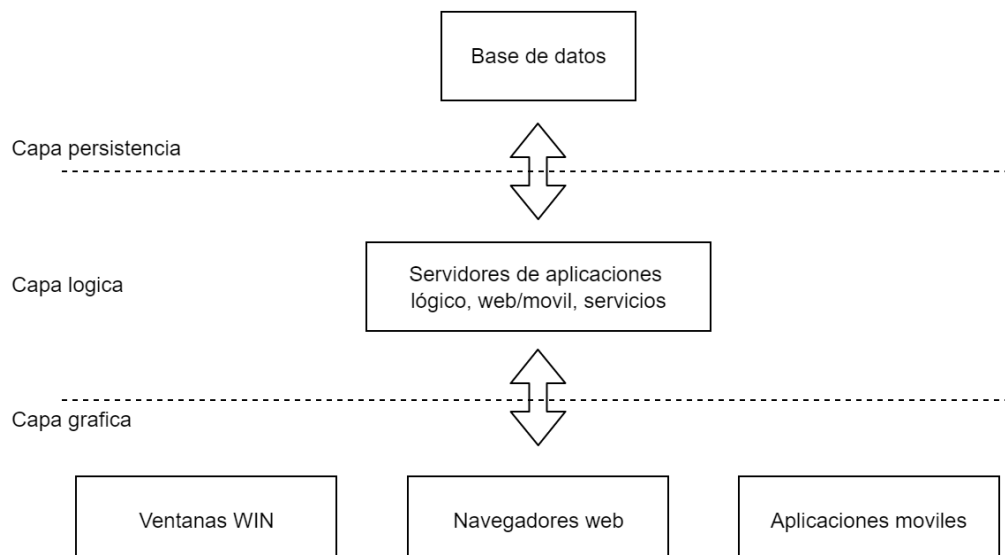 Base de datos
Capa persistencia
Capa logica
Servidores de aplicaciones
lógico, web/movil, servicios
Capa grafica
Ventanas WIN
Navegadores web
Aplicaciones moviles